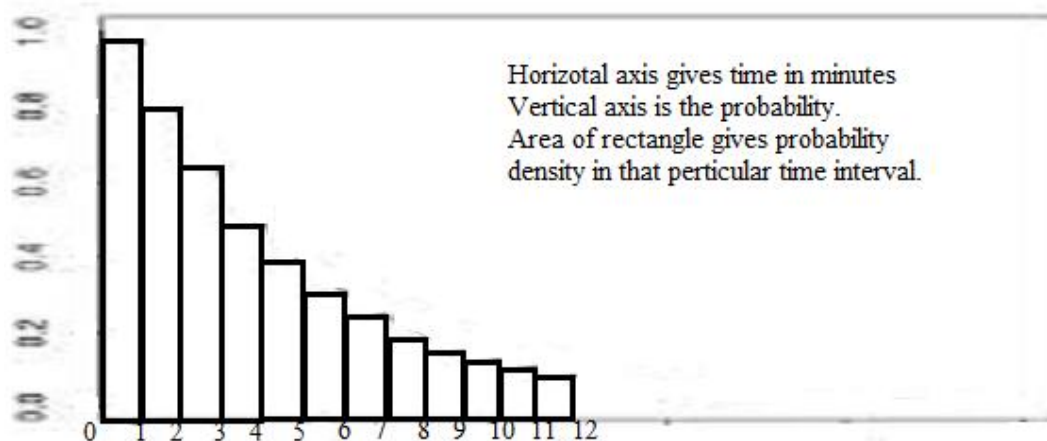 1.0
0.8
0.6
0.4
0.2
0.0
Horizotal axis gives time in minutes
Vertical axis is the probability.
Area of rectangle gives probability
density in that perticular time interval.
0 1 2 3 4 5 6 7 8 9 10 11 12